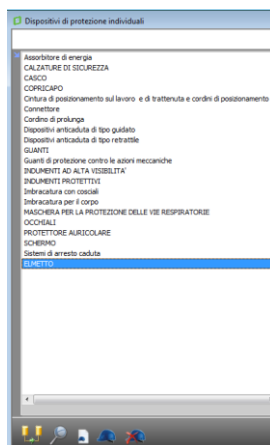 Dispositivi di protezione individuali
Assorbitore di energia
CALZATURE DI SICUREZZA
CASCO
COPRICAPO
Cintura di posizionamento sul lavoro e di trattenuta e cordini di posizionamento
Connettore
Cordino di prolunga
Dispositivi anticaduta di tipo guidato
Dispositivi anticaduta di tipo retrattile
GUANTI
Guanti di protezione contro le azioni meccaniche
INDUMENTI AD ALTA VISIBILITA'
INDUMENTI PROTETTIVI
Imbracatura con cosciali
Imbracatura per il corpo
MASCHERA PER LA PROTEZIONE DELLE VIE RESPIRATORIE
OCCHIALI
PROTETTORE AURICOLARE
SCHERMO
Sistemi di arresto caduta
ELMETTO